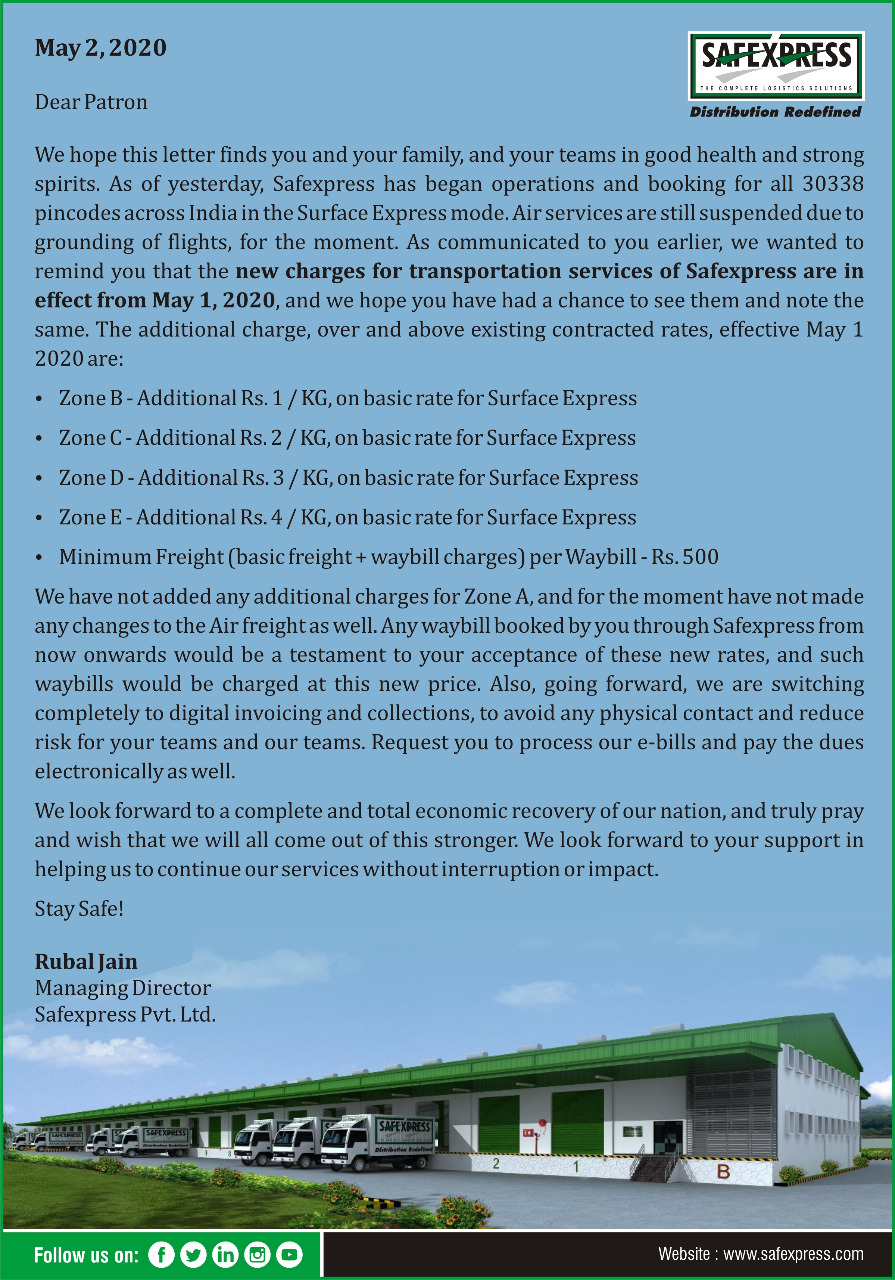 May 2, 2020
SAFEXPRESS
THE COMPLETE LOGISTICS SOLUTIONS
Distribution Redefined
Dear Patron
We hope this letter finds you and your family, and your teams in good health and strong
spirits. As of yesterday, Safexpress has began operations and booking for all 30338
pincodes across India in the Surface Express mode. Air services are still suspended due to
grounding of flights, for the moment. As communicated to you earlier, we wanted to
remind you that the new charges for transportation services of Safexpress are in
effect from May 1, 2020, and we hope you have had a chance to see them and note the
same. The additional charge, over and above existing contracted rates, effective May 1
2020 are:
• Zone B - Additional Rs. 1 / KG, on basic rate for Surface Express
• Zone C - Additional Rs. 2 / KG, on basic rate for Surface Express
• Zone D - Additional Rs. 3 / KG, on basic rate for Surface Express
• Zone E - Additional Rs. 4 / KG, on basic rate for Surface Express
• Minimum Freight (basic freight + waybill charges) per Waybill - Rs. 500
We have not added any additional charges for Zone A, and for the moment have not made
any changes to the Air freight as well. Any waybill booked by you through Safexpress from
now onwards would be a testament to your acceptance of these new rates, and such
waybills would be charged at this new price. Also, going forward, we are switching
completely to digital invoicing and collections, to avoid any physical contact and reduce
risk for your teams and our teams. Request you to process our e-bills and pay the dues
electronically as well.
We look forward to a complete and total economic recovery of our nation, and truly pray
and wish that we will all come out of this stronger. We look forward to your support in
helping us to continue our services without interruption or impact.
Stay Safe!
Rubal Jain
Managing Director
Safexpress Pvt. Ltd.
SAFEXPRESS
SAFEXPRESS
SAFEXPRESS
Distribution Redefined
2
1
B
Follow us on:
Website : www.safexpress.com